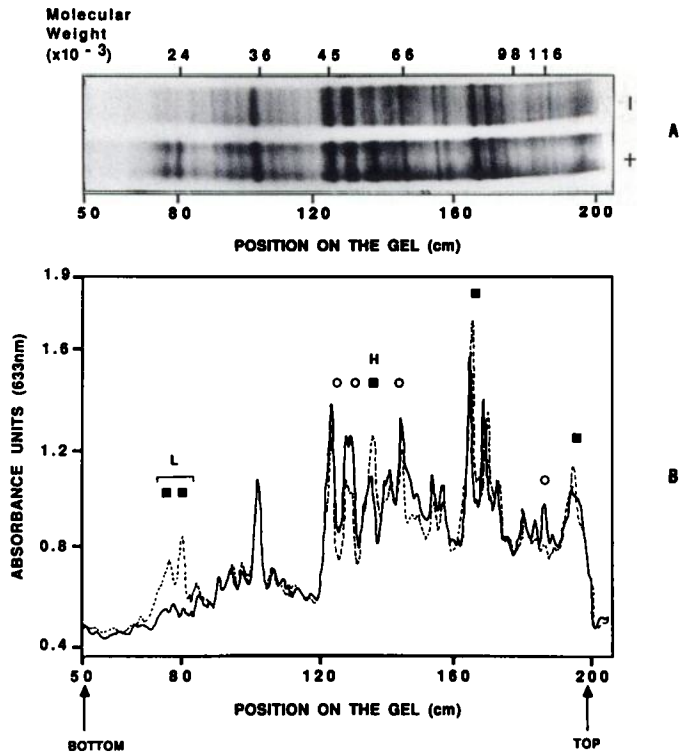 Molecular
Weight
(x10 - 3) 24 36 45 66 98 116
−
A
+
50 80 120 160 200
POSITION ON THE GEL (cm)
1.9
1.6
H
1.2
L
B
ABSORBANCE UNITS (633nm)
0.8
0.4
50 80 120 160 200
POSITION ON THE GEL (cm)
BOTTOM TOP